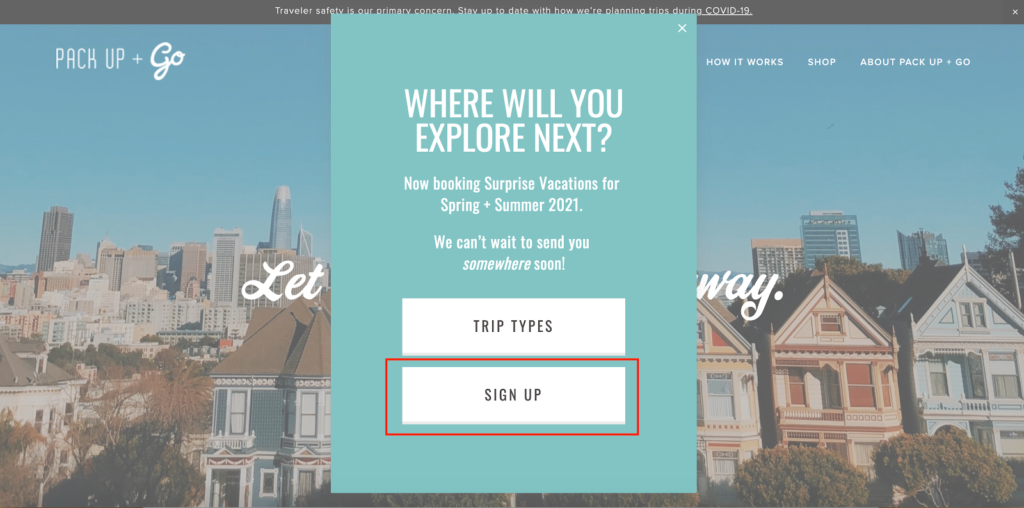 Traveler safety is our primary concern. Stay up to date with how we're planning trips during COVID-19.
PACK UP + Go
HOW IT WORKS
SHOP
ABOUT PACK UP + GO
WHERE WILL YOU
EXPLORE NEXT?
Now booking Surprise Vacations for
Spring + Summer 2021.
We can't wait to send you
somewhere soon!
Let
TRIP TYPES
SIGN UP